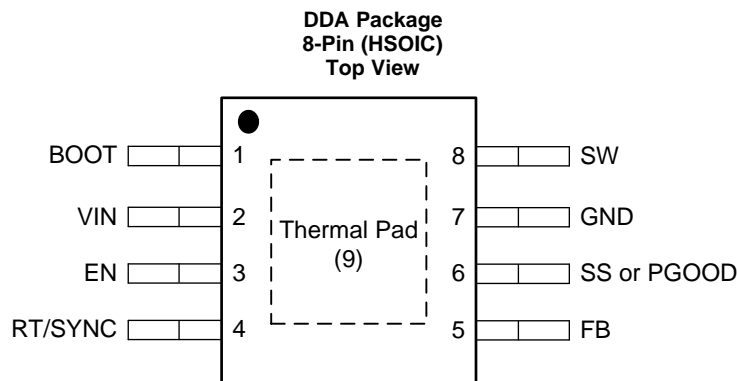 DDA Package
8-Pin (HSOIC)
Top View
BOOT 1 8 SW
VIN 2 7 GND
Thermal Pad
(9)
EN 3 6 SS or PGOOD
RT/SYNC 4 5 FB